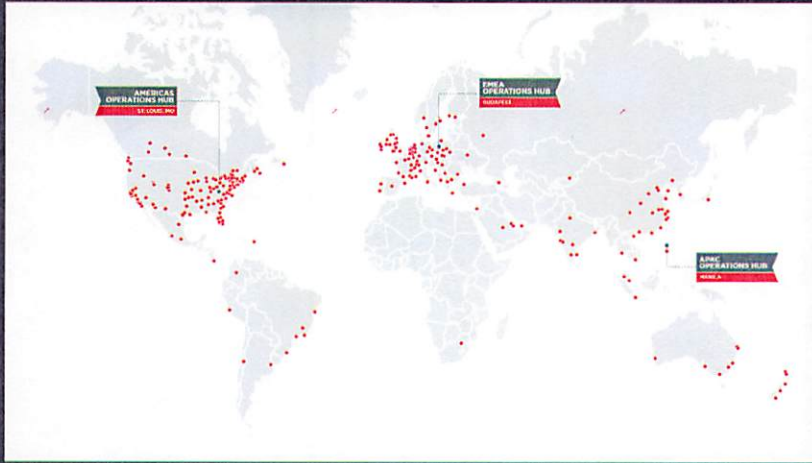 AMERICAS
OPERATIONS HUB
ST. LOUIS, MO
EMEA
OPERATIONS HUB
BUDAPEST
APAC
OPERATIONS HUB
MANILA